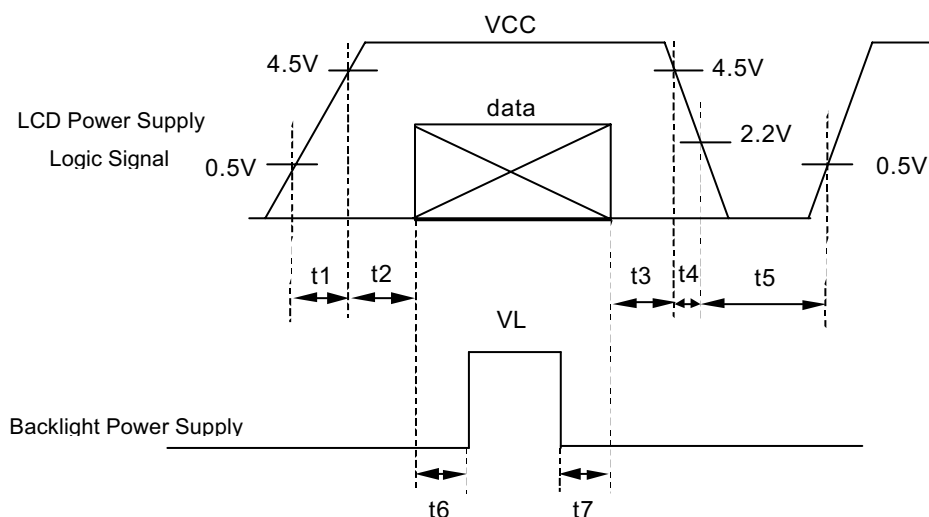 VCC
4.5V
4.5V
data
LCD Power Supply
Logic Signal
2.2V
0.5V
0.5V
t1
t2
t3
t4
t5
VL
Backlight Power Supply
t6
t7